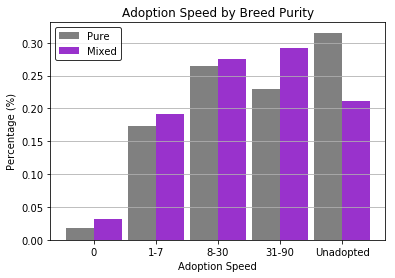 Adoption Speed by Breed Purity
Pure
Mixed
0.30
0.25
0.20
0.15
0.10
0.05
0.00
Percentage (%)
0 1-7 8-30 31-90 Unadopted
Adoption Speed